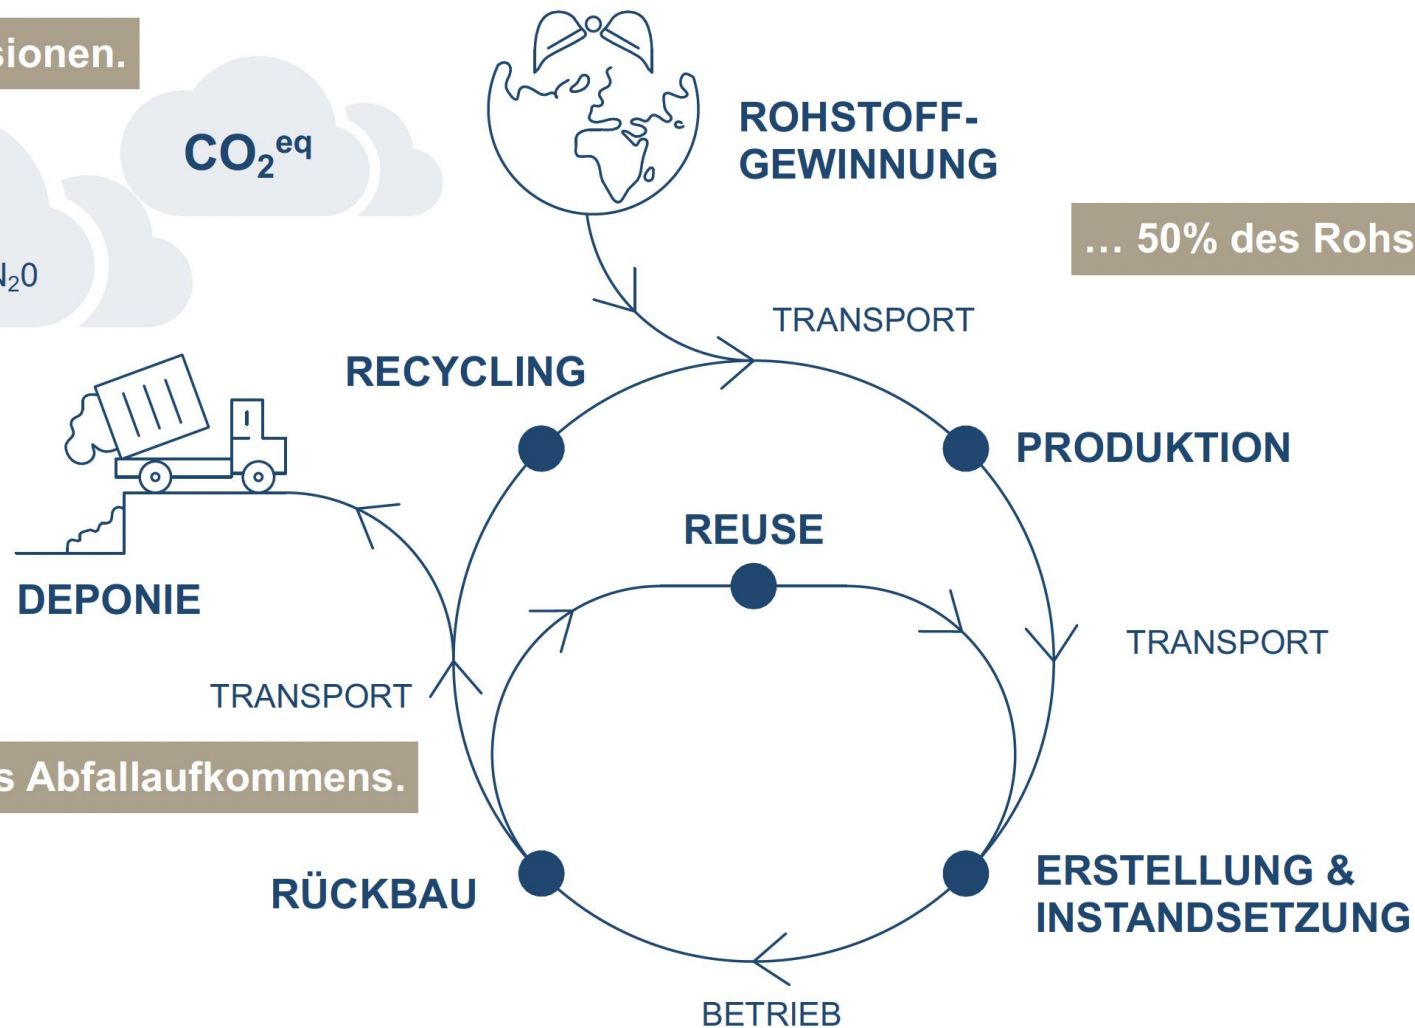 sionen.
CO₂eq
ROHSTOFF-
GEWINNUNG
… 50% des Rohs
N₂0
TRANSPORT
RECYCLING
PRODUKTION
REUSE
DEPONIE
TRANSPORT
TRANSPORT
s Abfallaufkommens.
RÜCKBAU
ERSTELLUNG &
INSTANDSETZUNG
BETRIEB